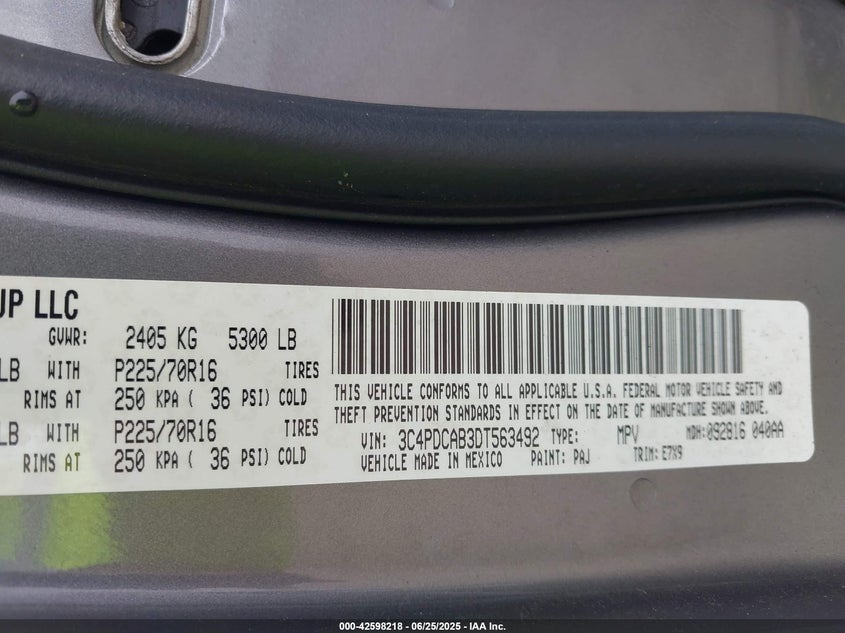 UP LLC
GVWR: 2405 KG 5300 LB
LB WITH P225/70R16 TIRES
RIMS AT 250 KPA ( 36 PSI) COLD
LB WITH P225/70R16 TIRES
RIMS AT 250 KPA ( 36 PSI) COLD
THIS VEHICLE CONFORMS TO ALL APPLICABLE U.S.A. FEDERAL MOTOR VEHICLE SAFETY AND
THEFT PREVENTION STANDARDS IN EFFECT ON THE DATE OF MANUFACTURE SHOWN ABOVE.
VIN: 3C4PDCAB3DT563492 TYPE: MPV MDH: 092816 040AA
VEHICLE MADE IN MEXICO PAINT: PAJ TRIM: E7X9
000-42598218 - 06/25/2025 - IAA Inc.